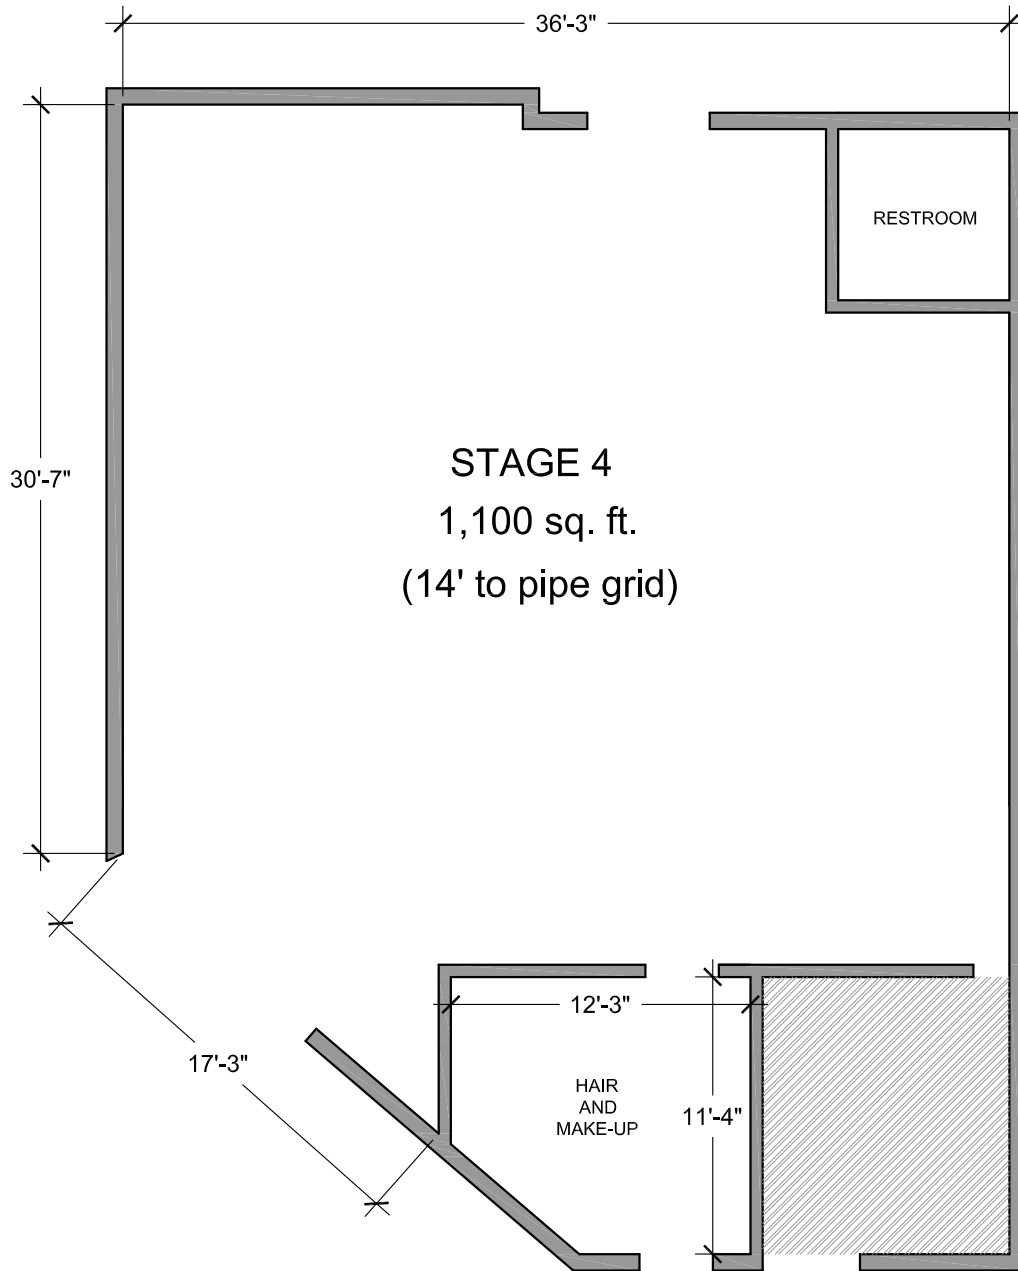 36'-3"
RESTROOM
STAGE 4
1,100 sq. ft.
(14' to pipe grid)
30'-7"
12'-3"
17'-3"
HAIR
AND
MAKE-UP
11'-4"